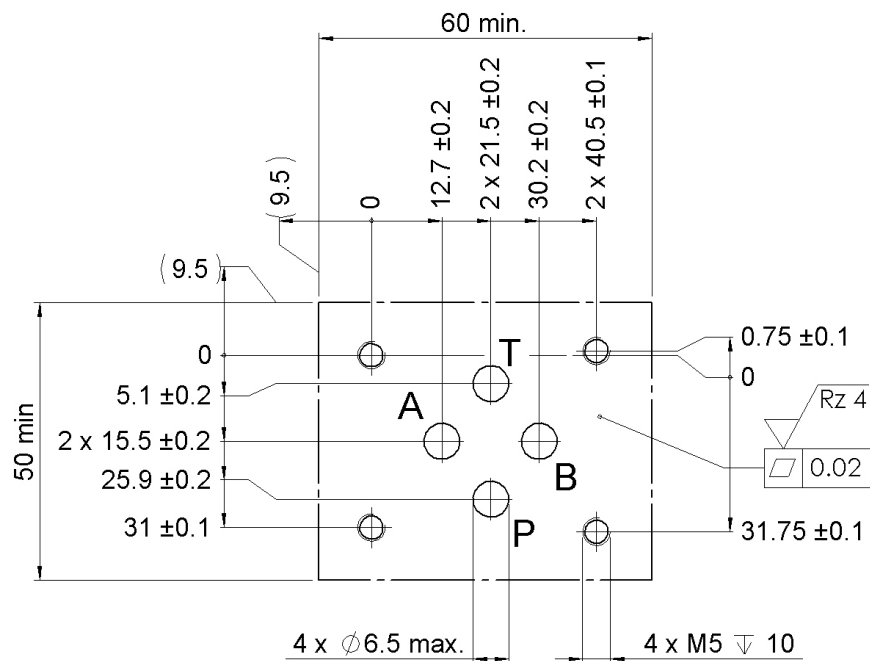 60 min.
(9.5)
0
12.7 ±0.2
2 x 21.5 ±0.2
30.2 ±0.2
2 x 40.5 ±0.1
(9.5)
0
5.1 ±0.2
2 x 15.5 ±0.2
25.9 ±0.2
31 ±0.1
50 min
T
A
B
P
0.75 ±0.1
0
Rz 4
0.02
31.75 ±0.1
4 x ∅6.5 max.
4 x M5 ↧ 10